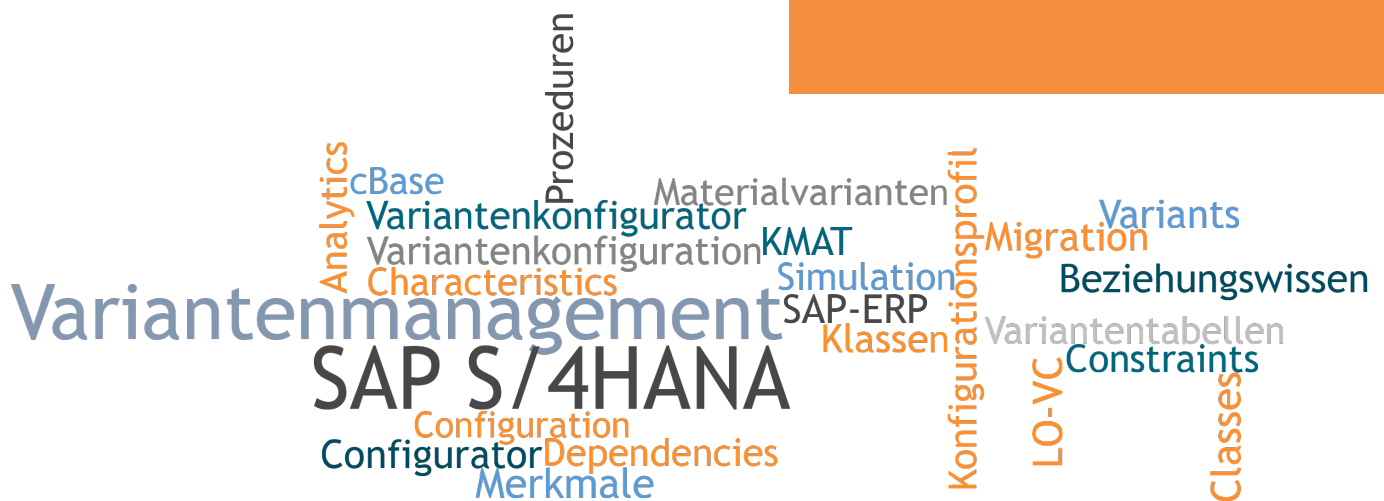 Prozeduren
Analytics
cBase
Materialvarianten
Variantenkonfigurator
Variants
Konfigurationsprofil
Migration
Variantenkonfiguration
KMAT
Characteristics
Simulation
Beziehungswissen
Variantenmanagement
SAP-ERP
Klassen
Variantentabellen
SAP S/4HANA
Constraints
LO-VC
Classes
Configuration
Configurator
Dependencies
Merkmale